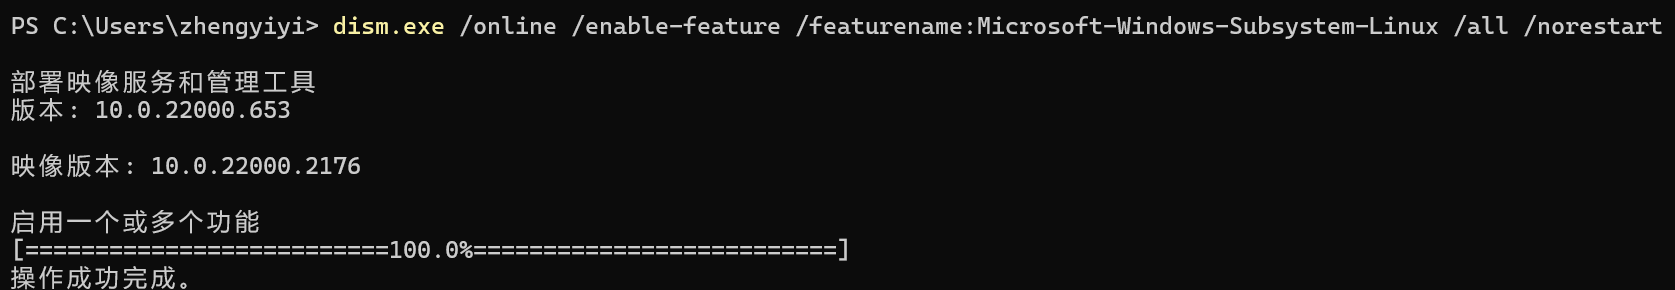 PS C:\Users\zhengyiyi> dism.exe /online /enable-feature /featurename:Microsoft-Windows-Subsystem-Linux /all /norestart
部署映像服务和管理工具
版本: 10.0.22000.653
映像版本: 10.0.22000.2176
启用一个或多个功能
[==========================100.0%==========================]
操作成功完成。